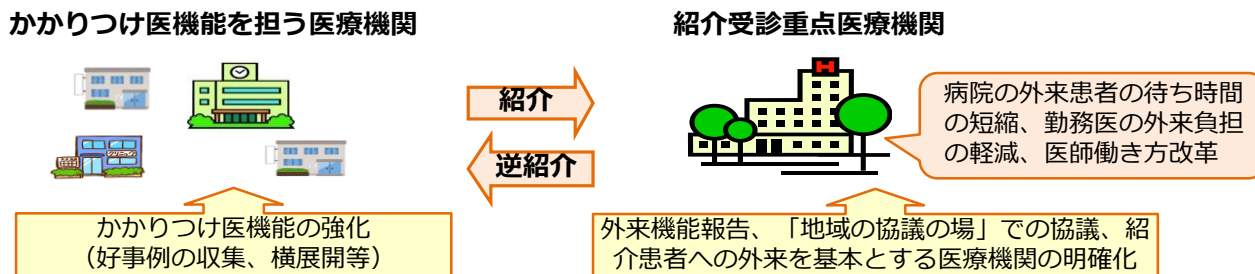 かかりつけ医機能を担う医療機関
紹介受診重点医療機関
紹介
逆紹介
病院の外来患者の待ち時間
の短縮、勤務医の外来負担
の軽減、医師働き方改革
かかりつけ医機能の強化
（好事例の収集、横展開等）
外来機能報告、「地域の協議の場」での協議、紹
介患者への外来を基本とする医療機関の明確化